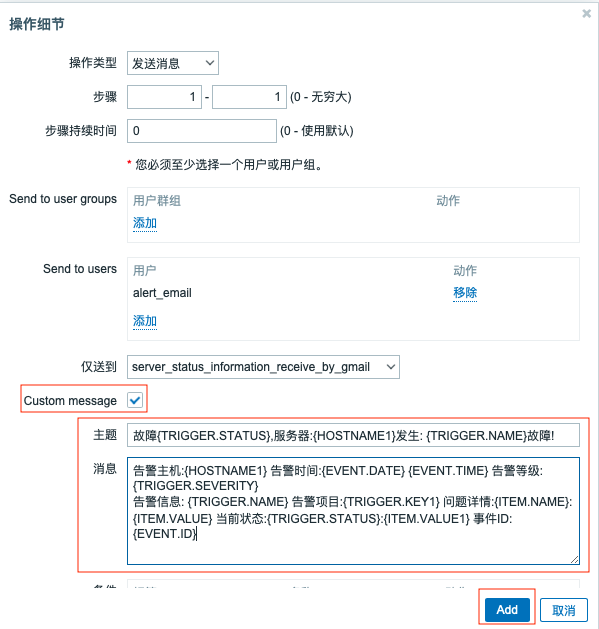 操作细节
操作类型 发送消息
步骤 1 - 1 (0 - 无穷大)
步骤持续时间 0 (0 - 使用默认)
* 您必须至少选择一个用户或用户组。
Send to user groups 用户群组 动作
添加
Send to users 用户 动作
alert_email 移除
添加
仅送到 server_status_information_receive_by_gmail
Custom message
主题 故障{TRIGGER.STATUS},服务器:{HOSTNAME1}发生: {TRIGGER.NAME}故障!
消息 告警主机:{HOSTNAME1} 告警时间:{EVENT.DATE} {EVENT.TIME} 告警等级:
{TRIGGER.SEVERITY}
告警信息: {TRIGGER.NAME} 告警项目:{TRIGGER.KEY1} 问题详情:{ITEM.NAME}:
{ITEM.VALUE} 当前状态:{TRIGGER.STATUS}:{ITEM.VALUE1} 事件ID:
{EVENT.ID}
Add 取消